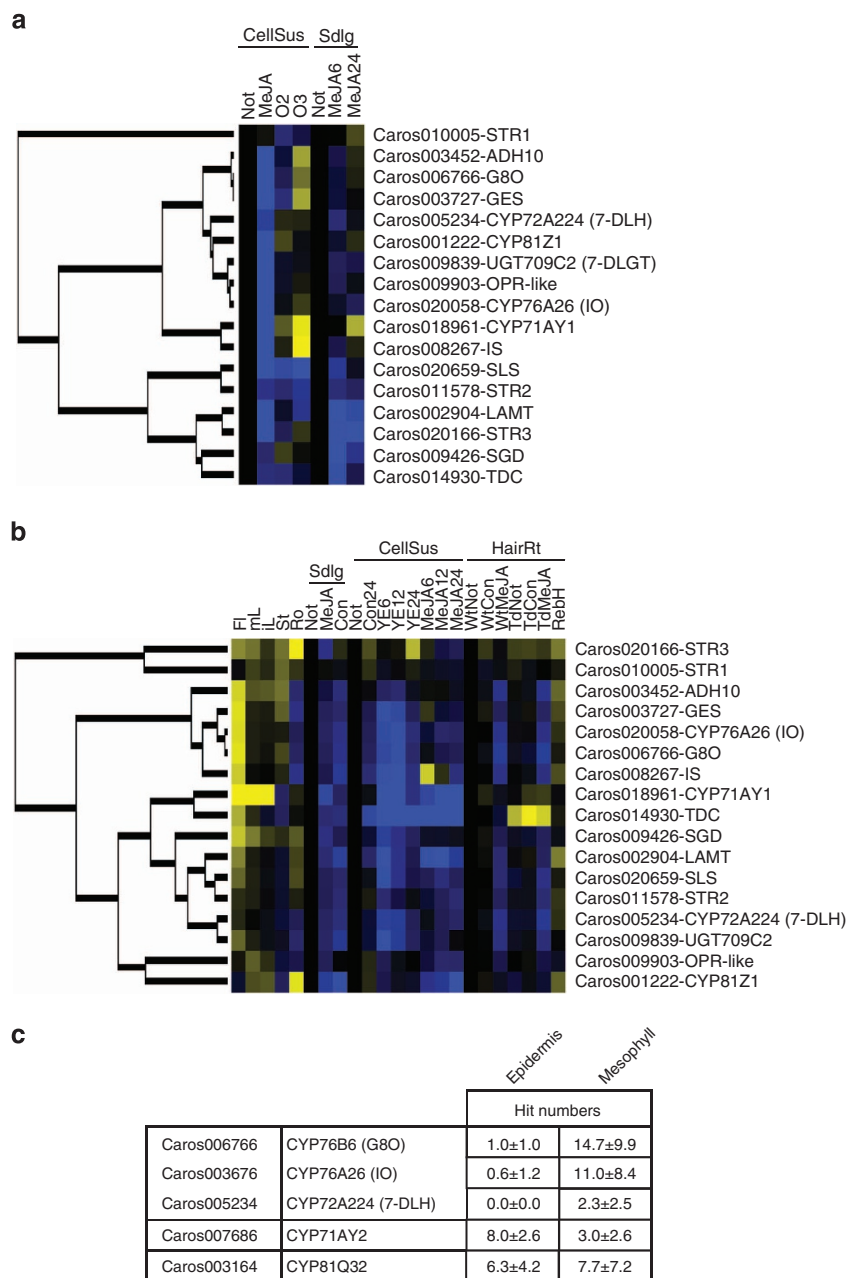 a
CellSus Sdlg
Not MeJA O2 O3 Not MeJA6 MeJA24
Caros010005-STR1
Caros003452-ADH10
Caros006766-G8O
Caros003727-GES
Caros005234-CYP72A224 (7-DLH)
Caros001222-CYP81Z1
Caros009839-UGT709C2 (7-DLGT)
Caros009903-OPR-like
Caros020058-CYP76A26 (IO)
Caros018961-CYP71AY1
Caros008267-IS
Caros020659-SLS
Caros011578-STR2
Caros002904-LAMT
Caros020166-STR3
Caros009426-SGD
Caros014930-TDC
b
CellSus HairRt
Sdlg
Fl mL iL St Ro Not MeJA Con Not Con24 YE6 YE12 YE24 MeJA6 MeJA12 MeJA24 WtNot WtCon WtMeJA TdNot TdCon TdMeJA RebH
Caros020166-STR3
Caros010005-STR1
Caros003452-ADH10
Caros003727-GES
Caros020058-CYP76A26 (IO)
Caros006766-G8O
Caros008267-IS
Caros018961-CYP71AY1
Caros014930-TDC
Caros009426-SGD
Caros002904-LAMT
Caros020659-SLS
Caros011578-STR2
Caros005234-CYP72A224 (7-DLH)
Caros009839-UGT709C2
Caros009903-OPR-like
Caros001222-CYP81Z1
c
Epidermis Mesophyll
Hit numbers
Caros006766 CYP76B6 (G8O) 1.0±1.0 14.7±9.9
Caros003676 CYP76A26 (IO) 0.6±1.2 11.0±8.4
Caros005234 CYP72A224 (7-DLH) 0.0±0.0 2.3±2.5
Caros007686 CYP71AY2 8.0±2.6 3.0±2.6
Caros003164 CYP81Q32 6.3±4.2 7.7±7.2